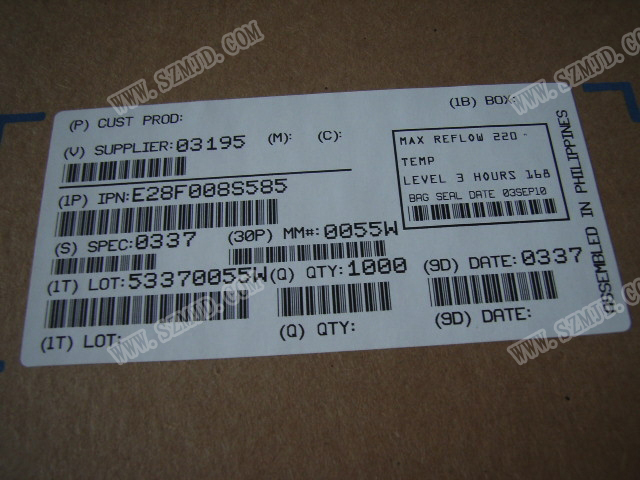 WWW.SZMJD.COM
WWW.SZMJD.COM
(P) CUST PROD:
(1B) BOX:
(V) SUPPLIER:03195 (M): (C):
MAX REFLOW 220 -
TEMP
LEVEL 3 HOURS 168
BAG SEAL DATE 03SEP10
(1P) IPN:E28F008S585
(S) SPEC:0337 (30P) MM#:0055W
(1T) LOT:53370055W (Q) QTY:1000 (9D) DATE:0337
(1T) LOT: (Q) QTY: (9D) DATE:
ASSEMBLED IN PHILIPPINES
WWW.SZMJD.COM
WWW.SZMJD.COM